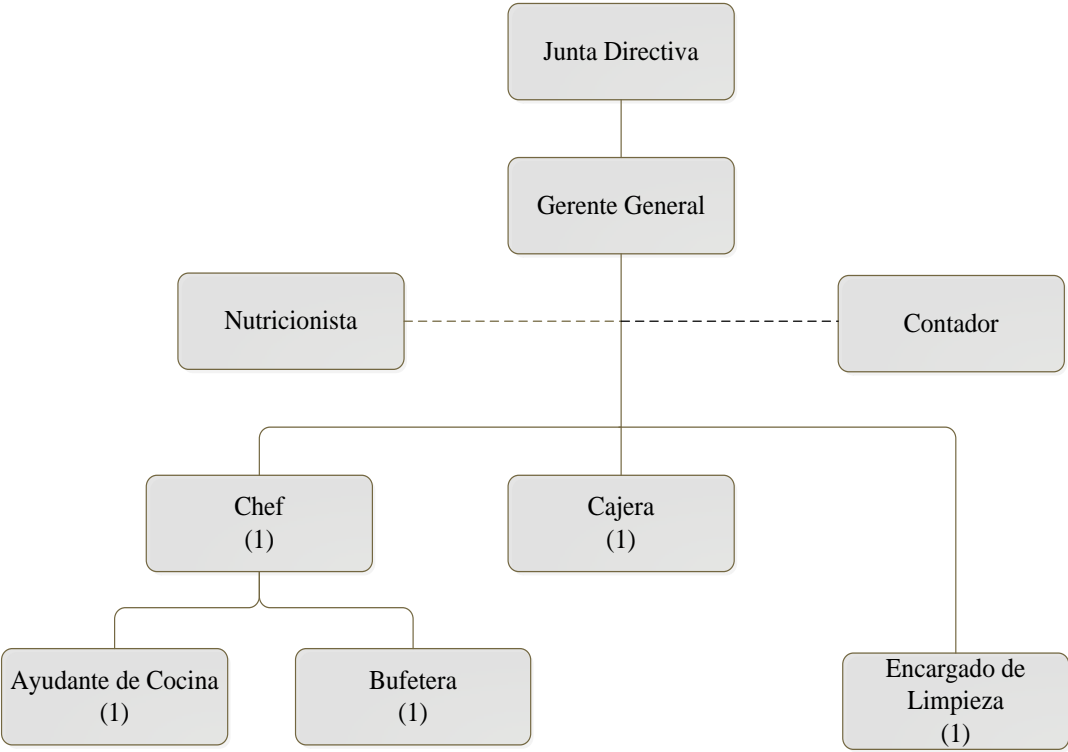 Junta Directiva
Gerente General
Nutricionista
Contador
Chef
(1)
Cajera
(1)
Ayudante de Cocina
(1)
Bufetera
(1)
Encargado de
Limpieza
(1)